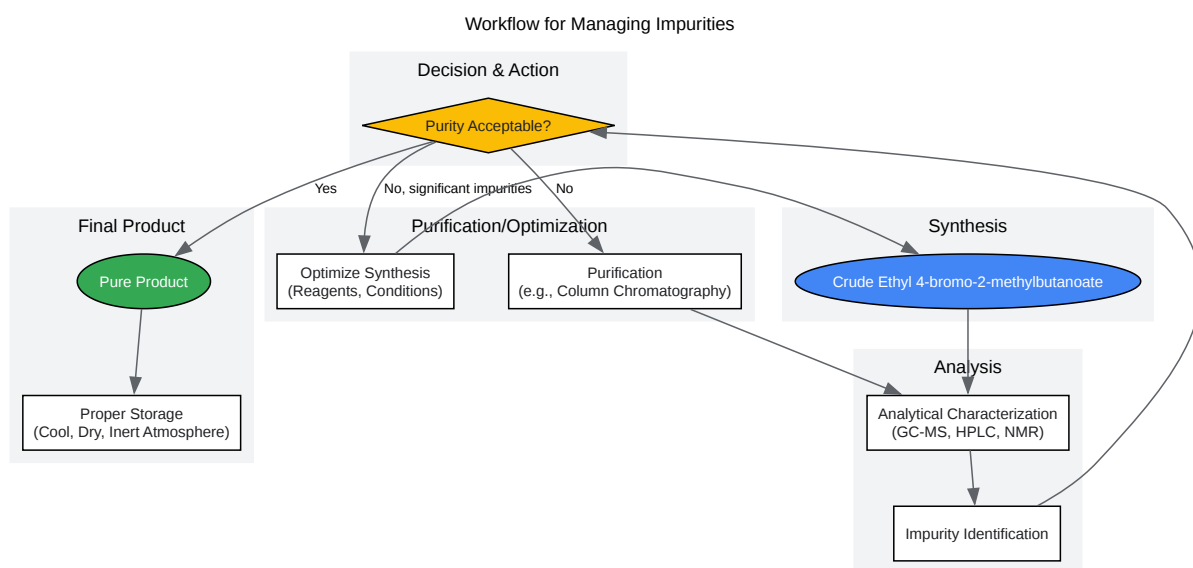 Workflow for Managing Impurities
Decision & Action
Purity Acceptable?
Yes
No, significant impurities
No
Final Product
Purification/Optimization
Synthesis
Pure Product
Optimize Synthesis
(Reagents, Conditions)
Purification
(e.g., Column Chromatography)
Crude Ethyl 4-bromo-2-methylbutanoate
Analysis
Proper Storage
(Cool, Dry, Inert Atmosphere)
Analytical Characterization
(GC-MS, HPLC, NMR)
Impurity Identification